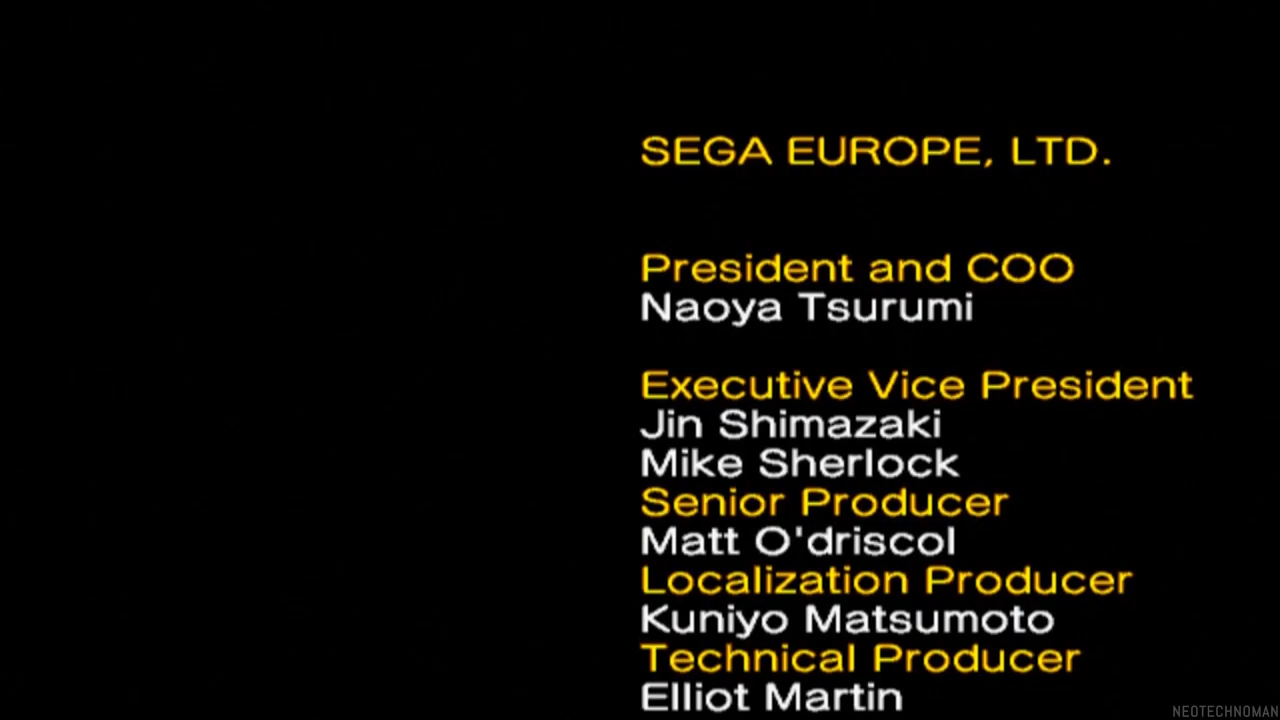 SEGA EUROPE, LTD.
President and COO
Naoya Tsurumi
Executive Vice President
Jin Shimazaki
Mike Sherlock
Senior Producer
Matt O'driscol
Localization Producer
Kuniyo Matsumoto
Technical Producer
Elliot Martin
NEOTECHNOMAN